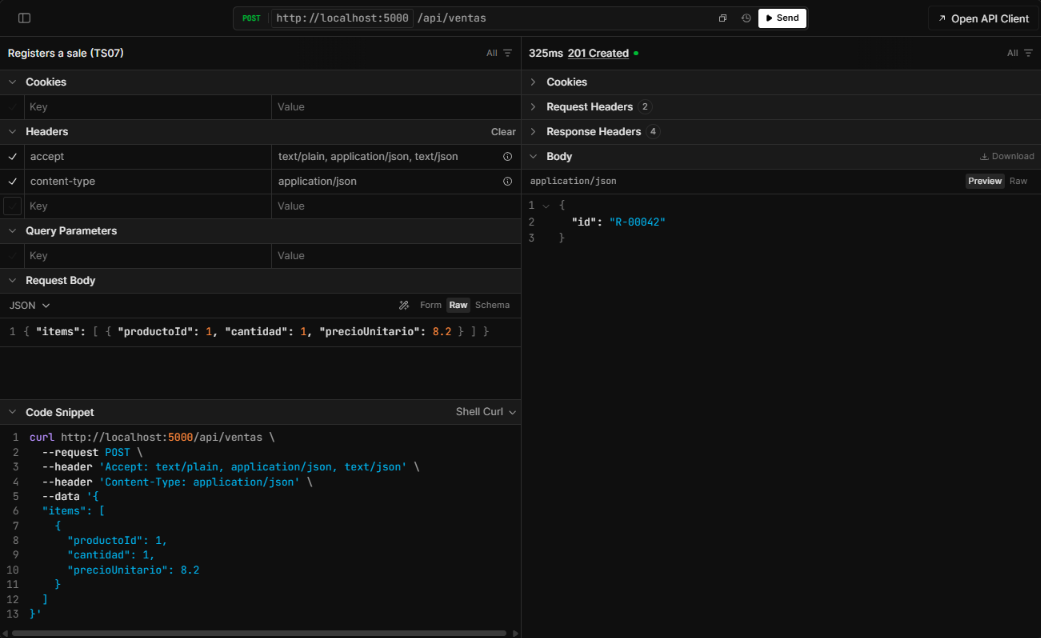 POST http://localhost:5000 /api/ventas Send Open API Client
Registers a sale (TS07) All
Cookies
Key Value
Headers Clear
accept text/plain, application/json, text/json
content-type application/json
Key Value
Query Parameters
Key Value
Request Body
JSON Form Raw Schema
1 { "items": [ { "productoId": 1, "cantidad": 1, "precioUnitario": 8.2 } ] }
Code Snippet Shell Curl
1 curl http://localhost:5000/api/ventas \
2 --request POST \
3 --header 'Accept: text/plain, application/json, text/json' \
4 --header 'Content-Type: application/json' \
5 --data '{
6 "items": [
7 {
8 "productoId": 1,
9 "cantidad": 1,
10 "precioUnitario": 8.2
11 }
12 ]
13 }'
325ms 201 Created All
Cookies
Request Headers 2
Response Headers 4
Body Download
application/json Preview Raw
1 {
2 "id": "R-00042"
3 }